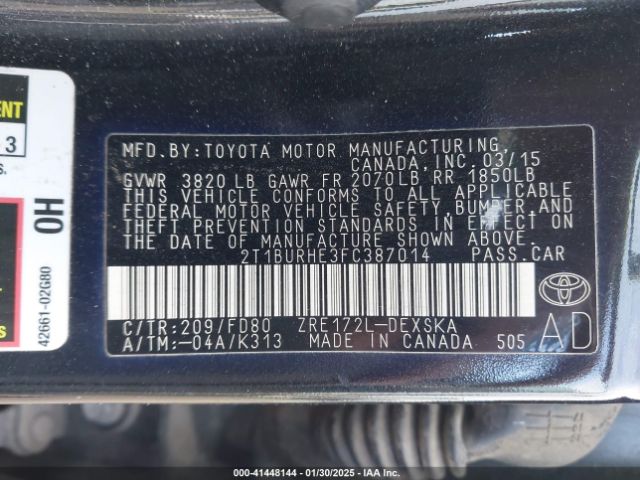 ENT
3
s.
OH
42661-02G80
s
MFD. BY: TOYOTA MOTOR MANUFACTURING,
CANADA, INC. 03/15
GVWR 3820 LB GAWR FR 2070LB RR 1850LB
THIS VEHICLE CONFORMS TO ALL APPLICABLE
FEDERAL MOTOR VEHICLE SAFETY, BUMPER, AND
THEFT PREVENTION STANDARDS IN EFFECT ON
THE DATE OF MANUFACTURE SHOWN ABOVE.
2T1BURHE3FC387014 PASS. CAR
C/TR: 209/FD80 ZRE172L-DEXSKA
A/TM: -04A/K313 MADE IN CANADA 505
AD
000-41448144 — 01/30/2025 - IAA Inc.